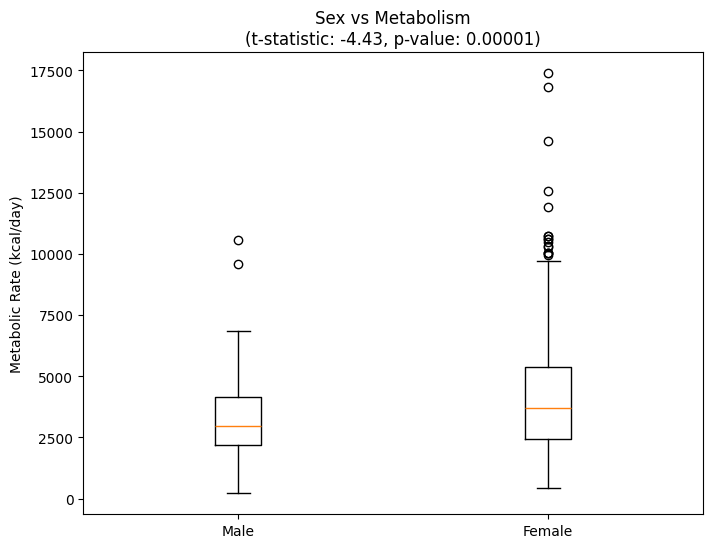 Sex vs Metabolism
(t-statistic: -4.43, p-value: 0.00001)
17500
15000
12500
10000
7500
5000
2500
0
Metabolic Rate (kcal/day)
Male
Female